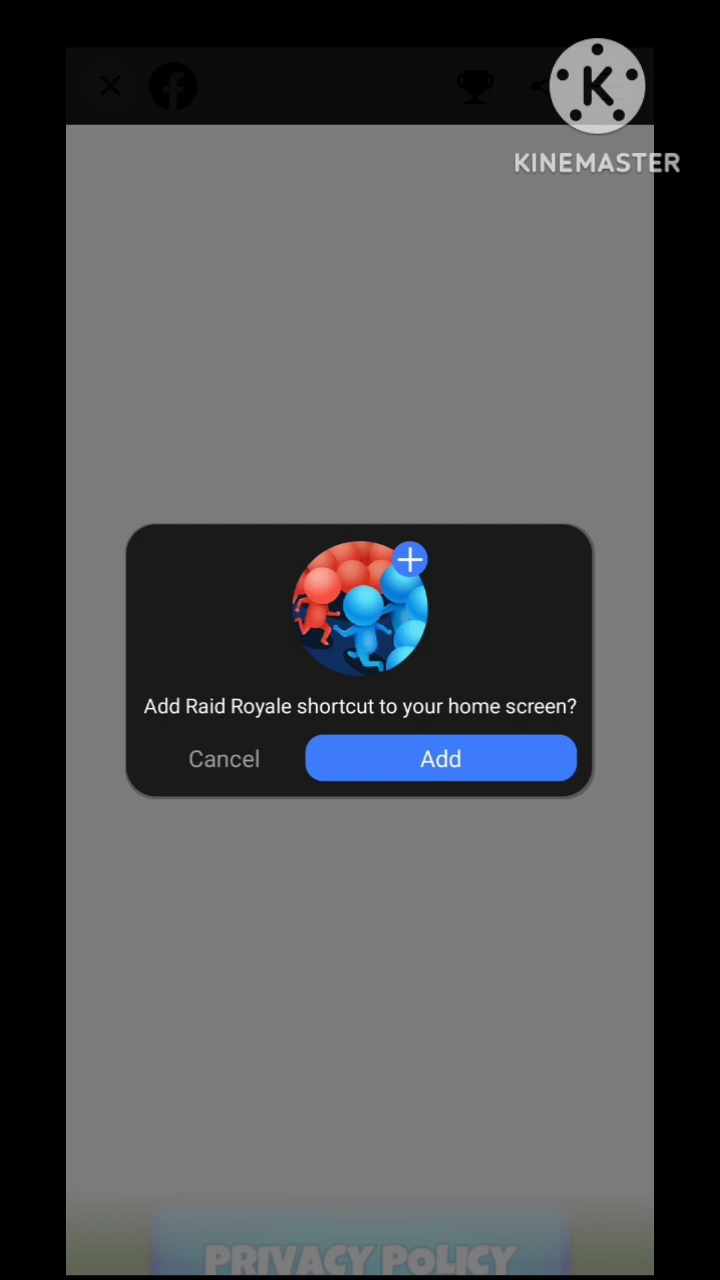 KINEMASTER
Add Raid Royale shortcut to your home screen?
Cancel
Add
PRIVACY POLICY